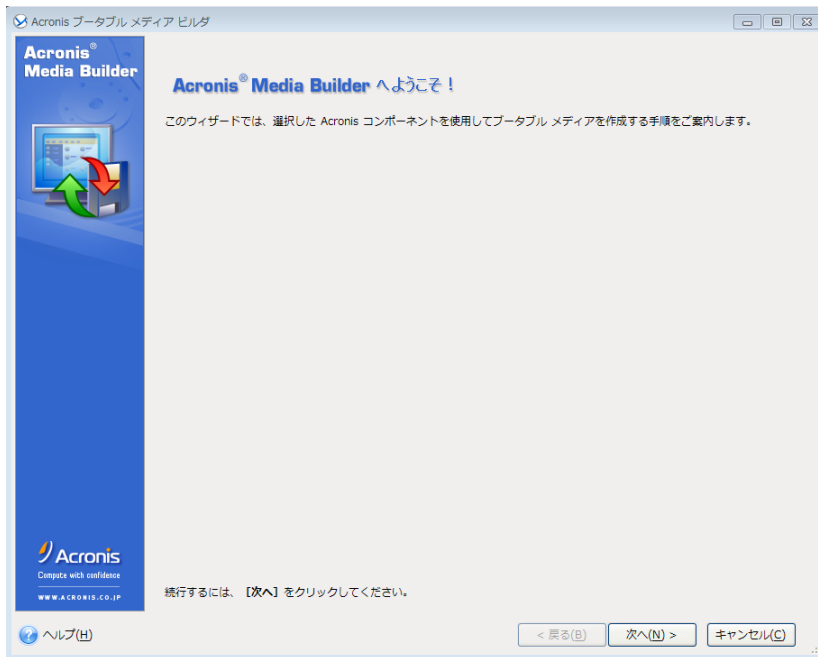 Acronis ブータブル メディア ビルダ
Acronis®
Media Builder
Acronis® Media Builder へようこそ！
このウィザードでは、選択した Acronis コンポーネントを使用してブータブル メディアを作成する手順をご案内します。
Acronis
Compute with confidence
WWW.ACRONIS.CO.JP
続行するには、［次へ］をクリックしてください。
ヘルプ(H)
< 戻る(B)
次へ(N) >
キャンセル(C)